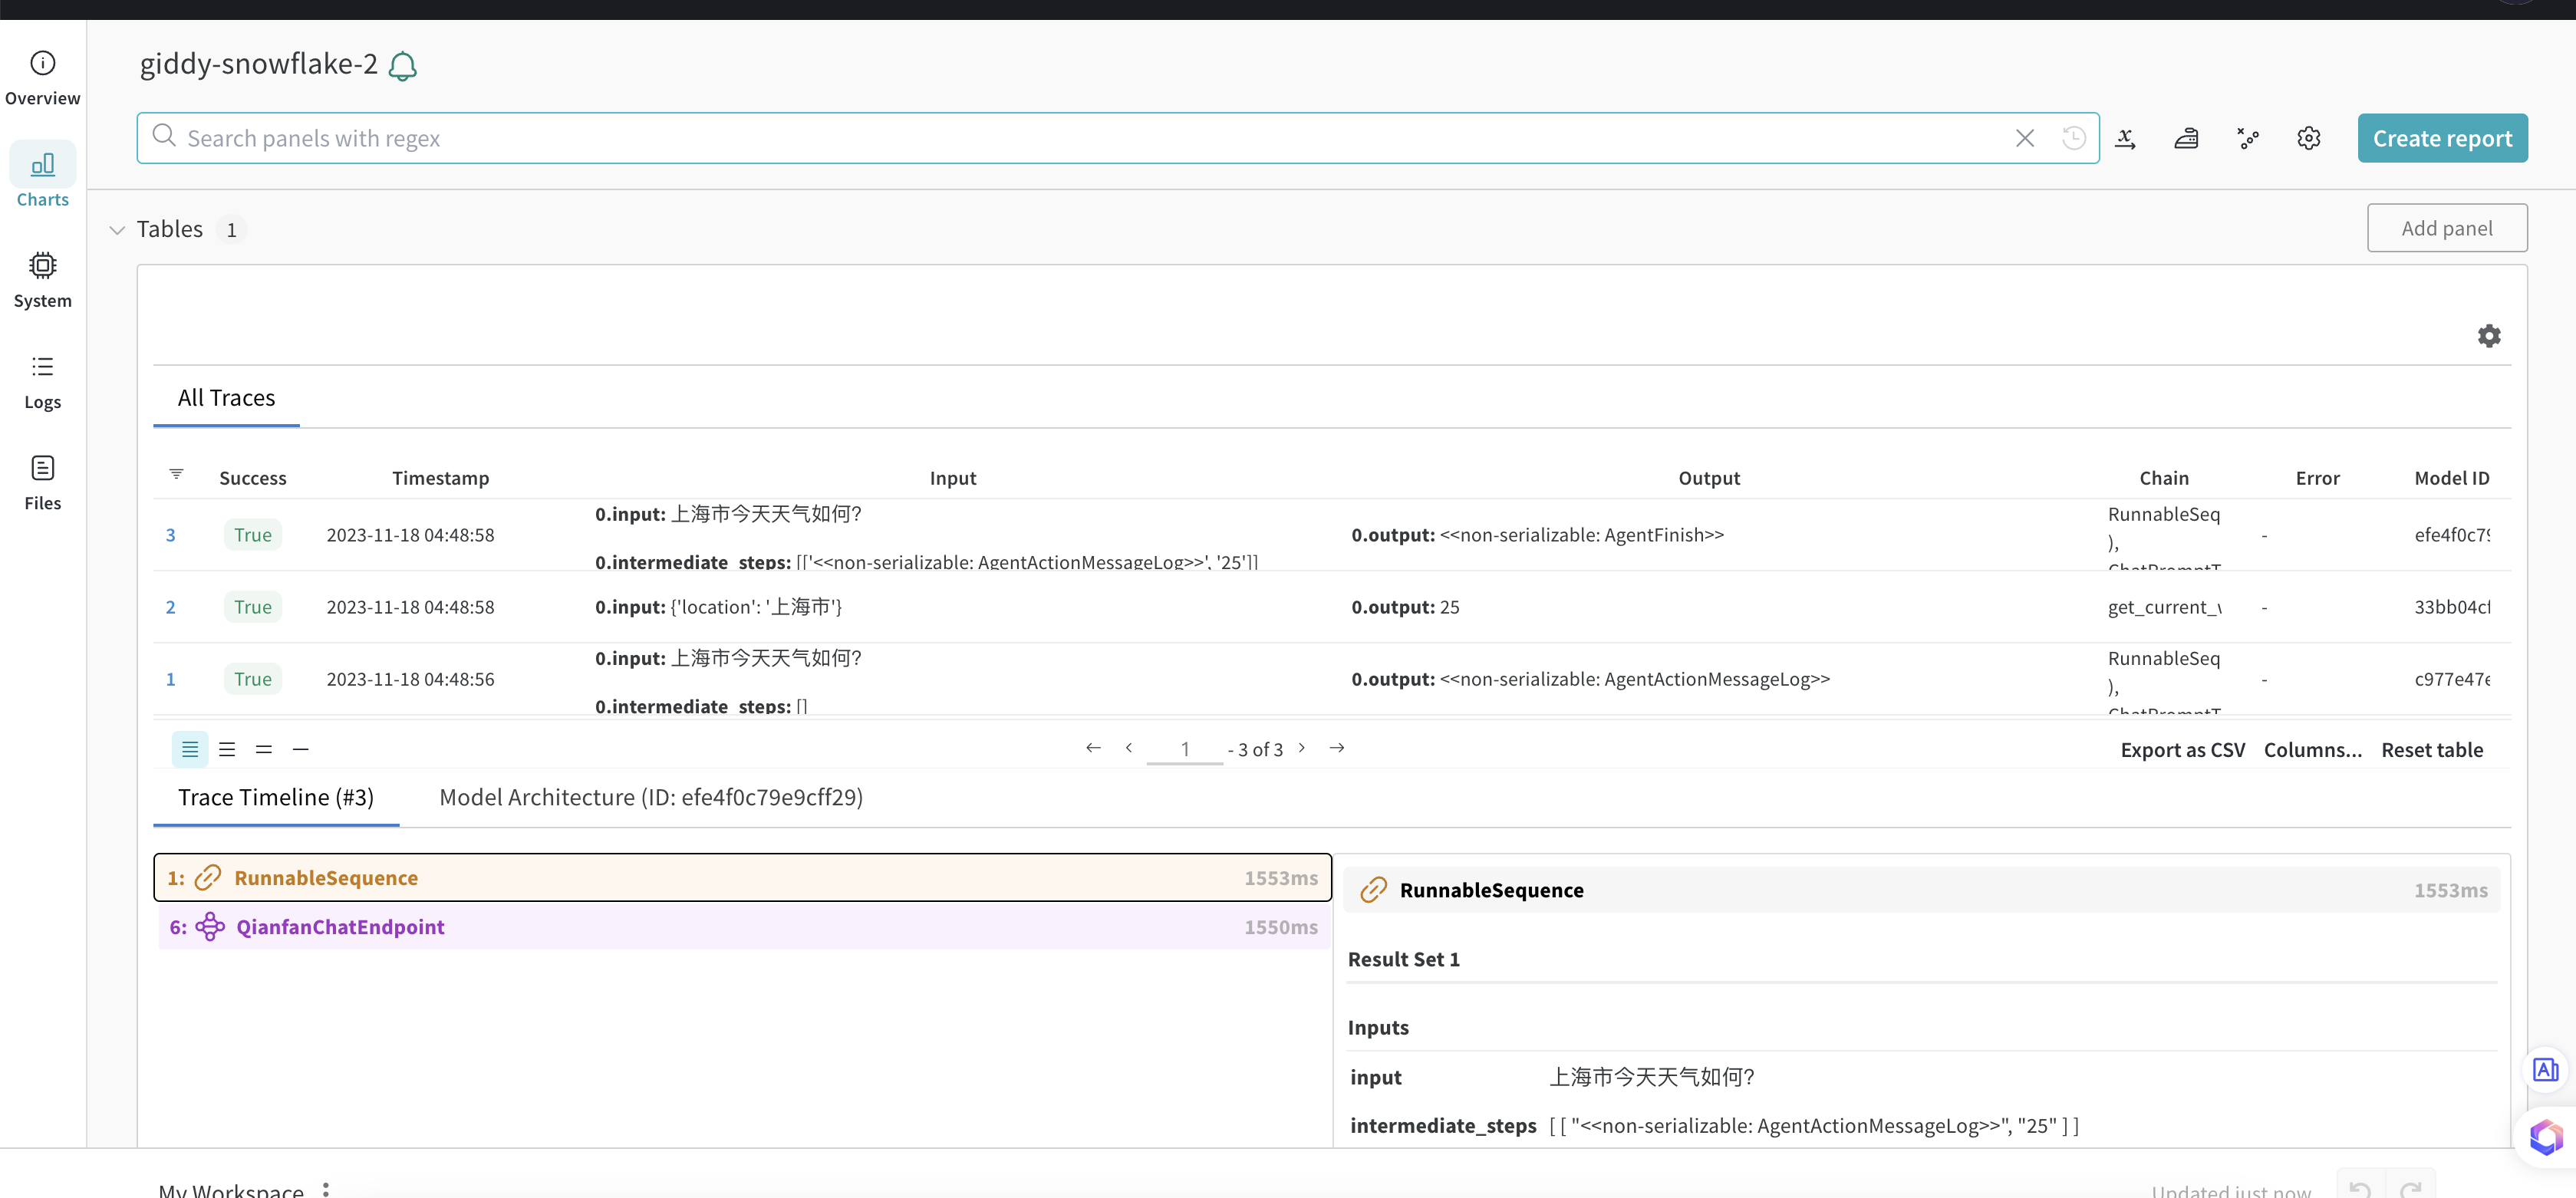 giddy-snowflake-2
Overview
Search panels with regex
Create report
Charts
Tables 1
Add panel
System
All Traces
Logs
Success Timestamp Input Output Chain Error Model ID
Files
3 True 2023-11-18 04:48:58 0.input: 上海市今天天气如何? 0.output: <<non-serializable: AgentFinish>> RunnableSeq - efe4f0c79
),
0.intermediate_steps: [['<<non-serializable: AgentActionMessageLog>>', '25']] ChatPromptT
2 True 2023-11-18 04:48:58 0.input: {'location': '上海市'} 0.output: 25 get_current_ - 33bb04c
1 True 2023-11-18 04:48:56 0.input: 上海市今天天气如何? 0.output: <<non-serializable: AgentActionMessageLog>> RunnableSeq - c977e47e
),
0.intermediate_steps: [] ChatPromptT
1 - 3 of 3 Export as CSV Columns... Reset table
Trace Timeline (#3) Model Architecture (ID: efe4f0c79e9cff29)
1: RunnableSequence 1553ms
6: QianfanChatEndpoint 1550ms
RunnableSequence 1553ms
Result Set 1
Inputs
input 上海市今天天气如何?
intermediate_steps [ [ "<<non-serializable: AgentActionMessageLog>>", "25" ] ]
My Workspace Updated just now